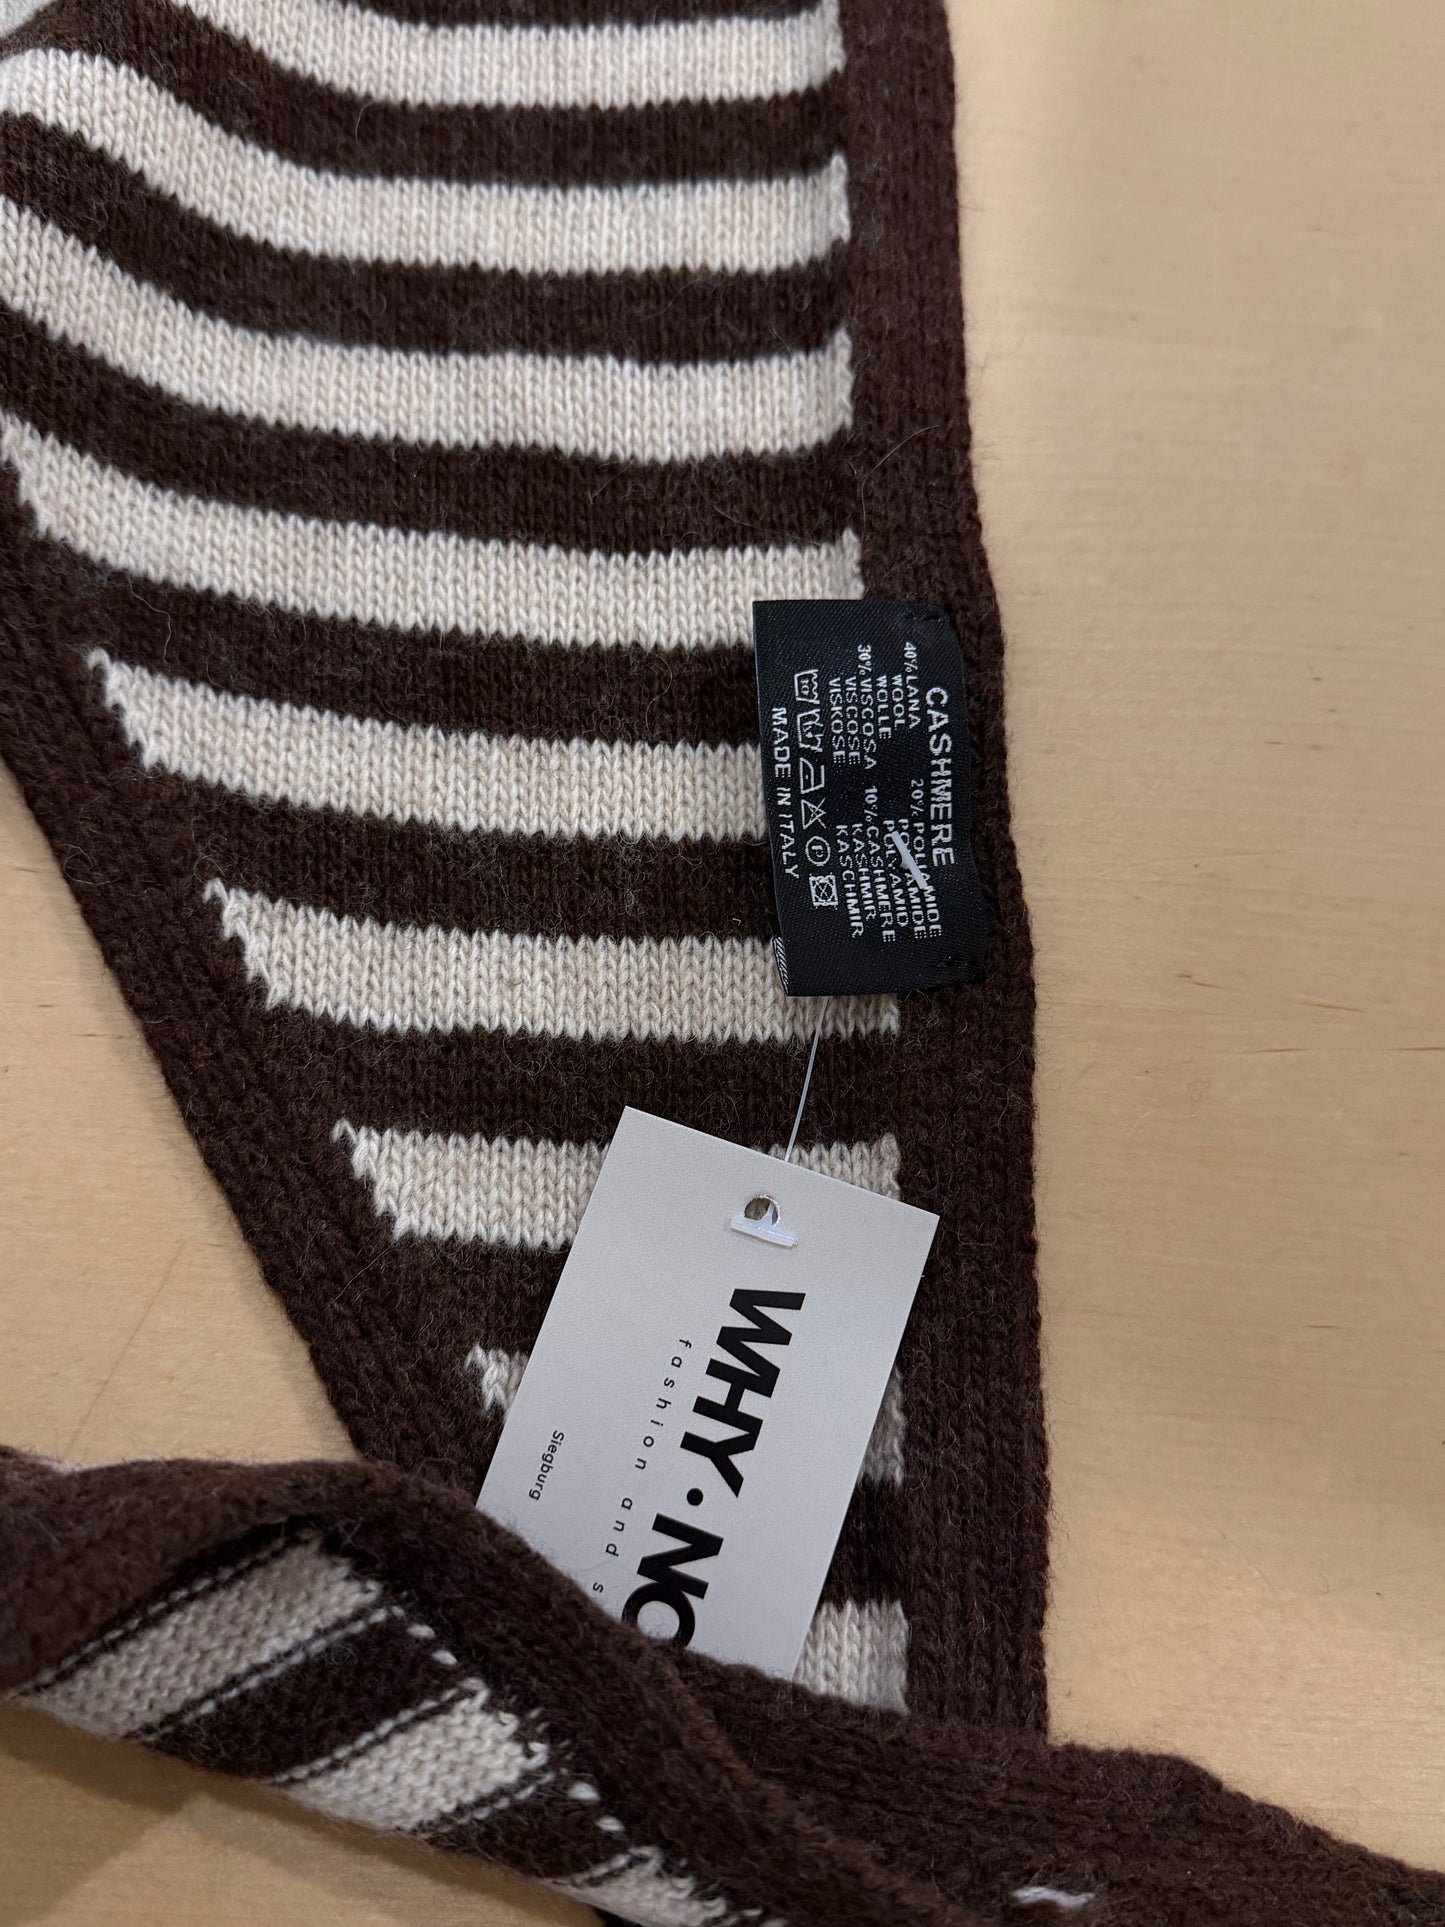 CASHMERE
40% LANA
WOOL
WOLLE
30% VISCOSA
VISCOSE
VISKOSE
20% POLIAMIDE
POLYAMIDE
POLYAMID
10% CASHMERE
KASHMIR
KASCHMIR
MADE IN ITALY
WHY·NO
fashion and s
Siegburg